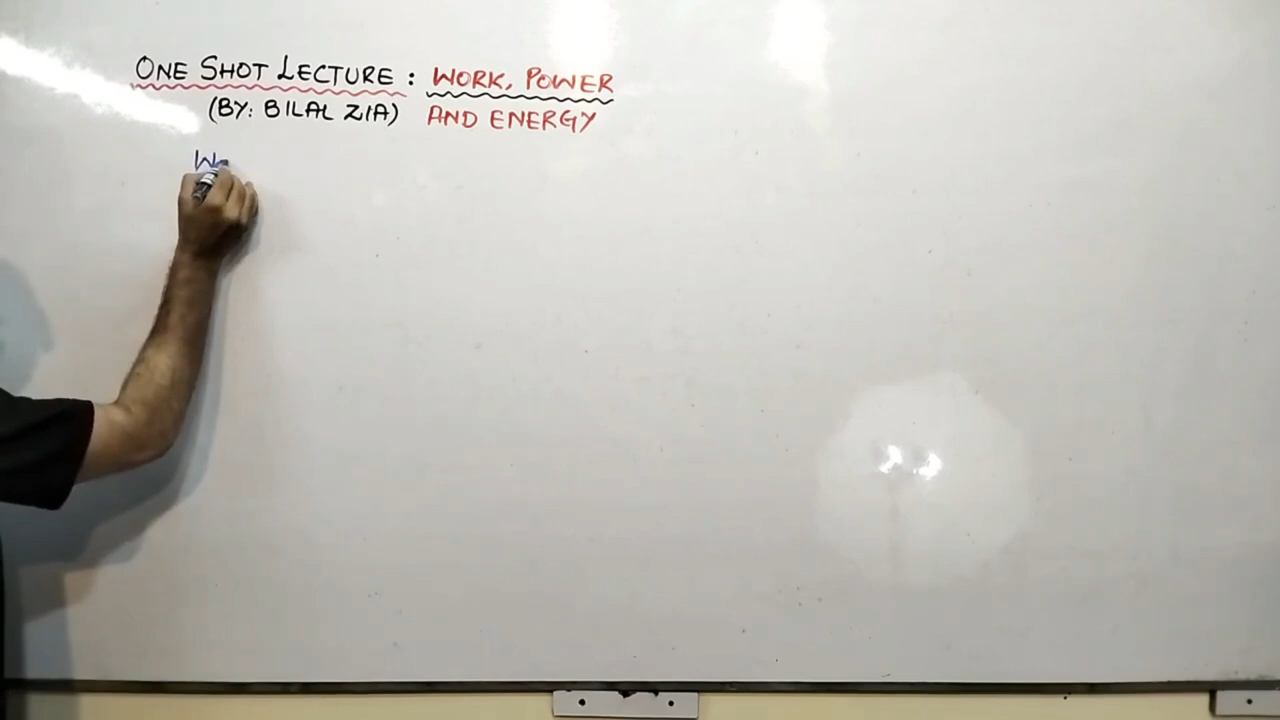 ONE SHOT LECTURE : WORK, POWER
(BY: BILAL ZIA) AND ENERGY
W